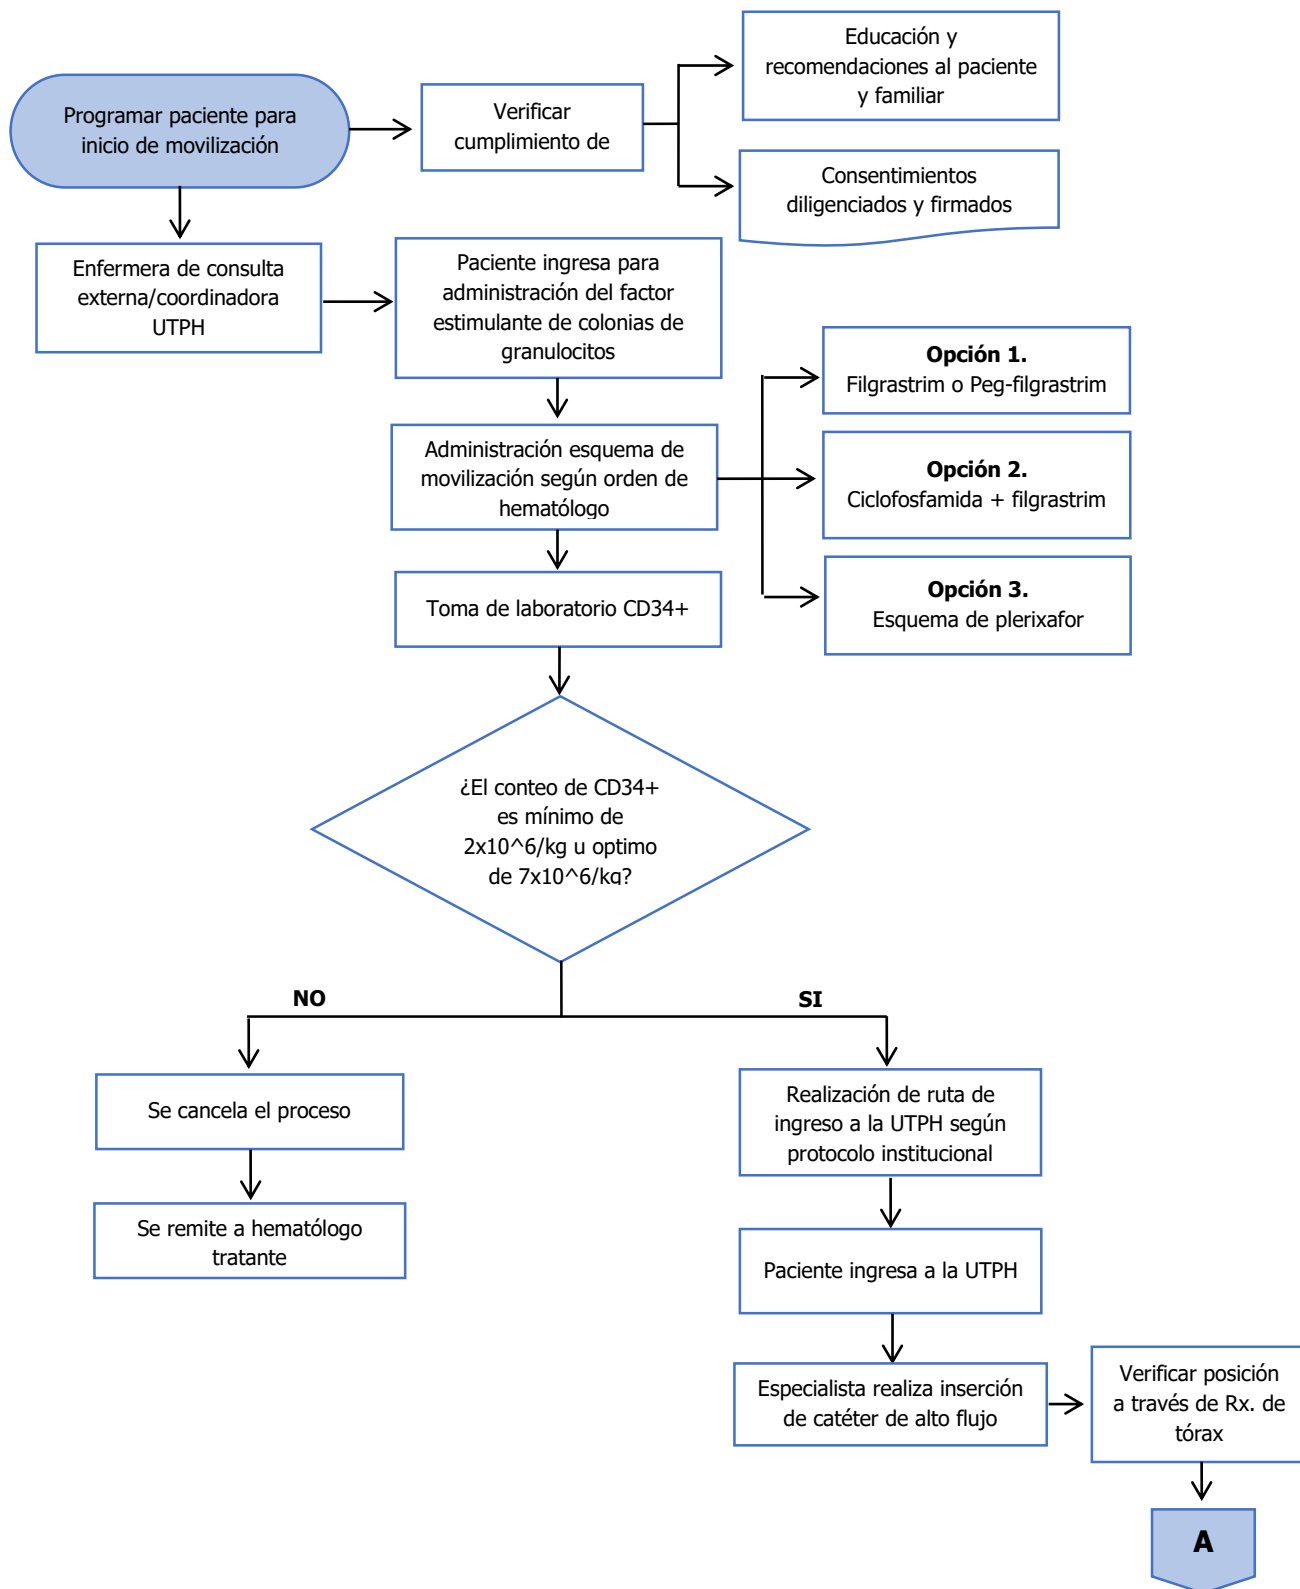 Educación y
recomendaciones al paciente
y familiar
Programar paciente para
inicio de movilización
Verificar
cumplimiento de
Consentimientos
diligenciados y firmados
Enfermera de consulta
externa/coordinadora
UTPH
Paciente ingresa para
administración del factor
estimulante de colonias de
granulocitos
Opción 1.
Filgrastrim o Peg-filgrastrim
Administración esquema de
movilización según orden de
hematólogo
Opción 2.
Ciclofosfamida + filgrastrim
Opción 3.
Esquema de plerixafor
Toma de laboratorio CD34+
¿El conteo de CD34+
es mínimo de
2x10^6/kg u optimo
de 7x10^6/kg?
NO
SI
Se cancela el proceso
Se remite a hematólogo
tratante
Realización de ruta de
ingreso a la UTPH según
protocolo institucional
Paciente ingresa a la UTPH
Especialista realiza inserción
de catéter de alto flujo
Verificar posición
a través de Rx. de
tórax
A